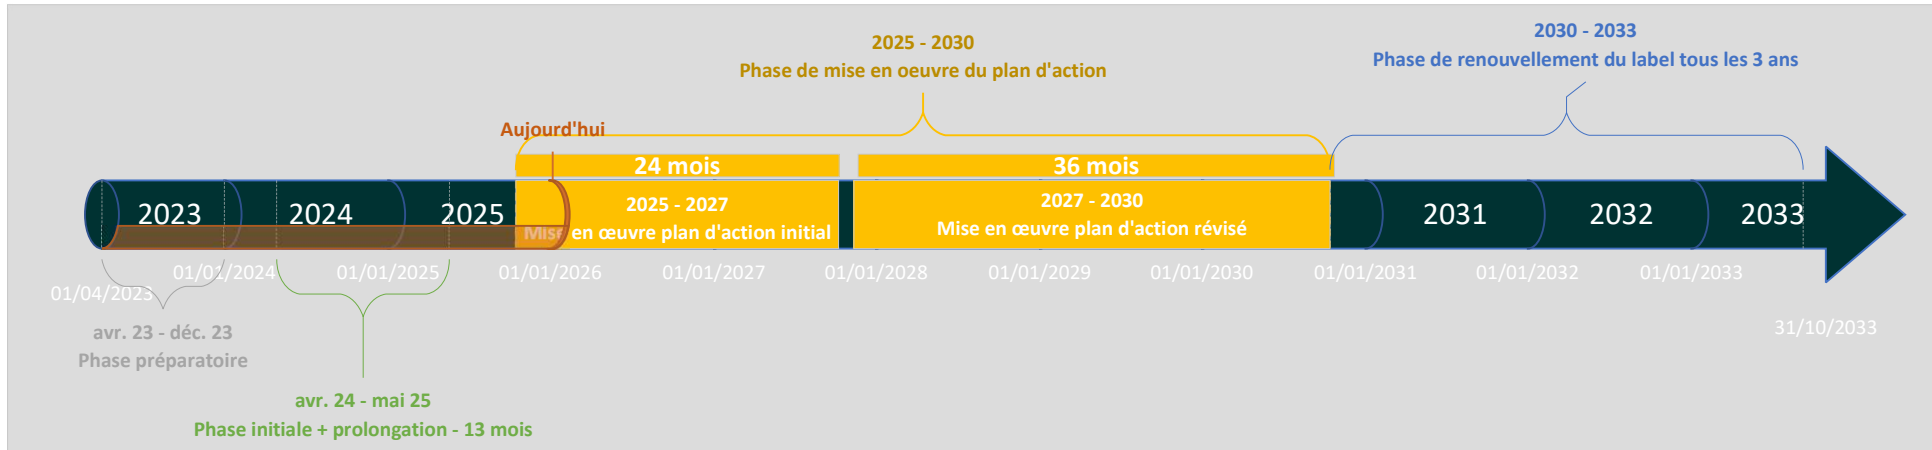 2030 - 2033
Phase de renouvellement du label tous les 3 ans
2025 - 2030
Phase de mise en oeuvre du plan d'action
Aujourd'hui
24 mois
36 mois
2023
2024
2025
2025 - 2027
Mise en œuvre plan d'action initial
2027 - 2030
Mise en œuvre plan d'action révisé
2031
2032
2033
01/04/2023
01/01/2024
01/01/2025
01/01/2026
01/01/2027
01/01/2028
01/01/2029
01/01/2030
01/01/2031
01/01/2032
01/01/2033
31/10/2033
avr. 23 - déc. 23
Phase préparatoire
avr. 24 - mai 25
Phase initiale + prolongation - 13 mois